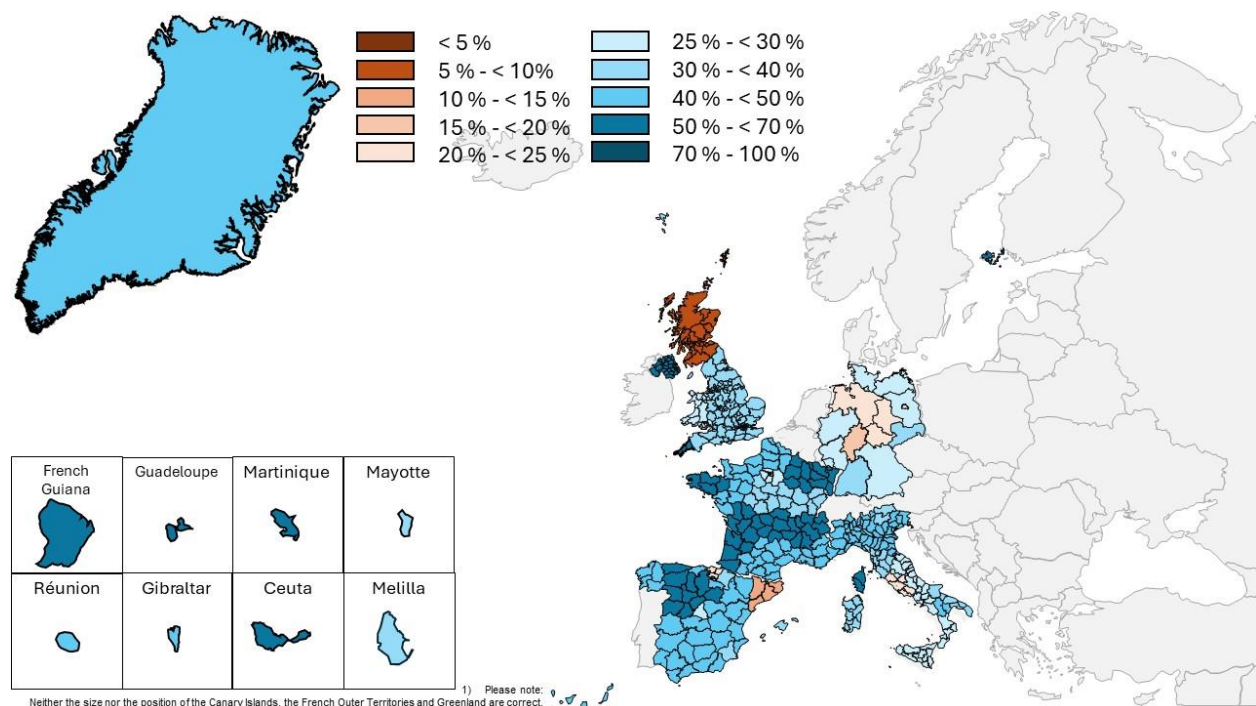 < 5 %
5 % - < 10%
10 % - < 15 %
15 % - < 20 %
20 % - < 25 %
25 % - < 30 %
30 % - < 40 %
40 % - < 50 %
50 % - < 70 %
70 % - 100 %
French Guiana
Guadeloupe
Martinique
Mayotte
Réunion
Gibraltar
Ceuta
Melilla
1) Please note:
Neither the size nor the position of the Canary Islands, the French Outer Territories and Greenland are correct.